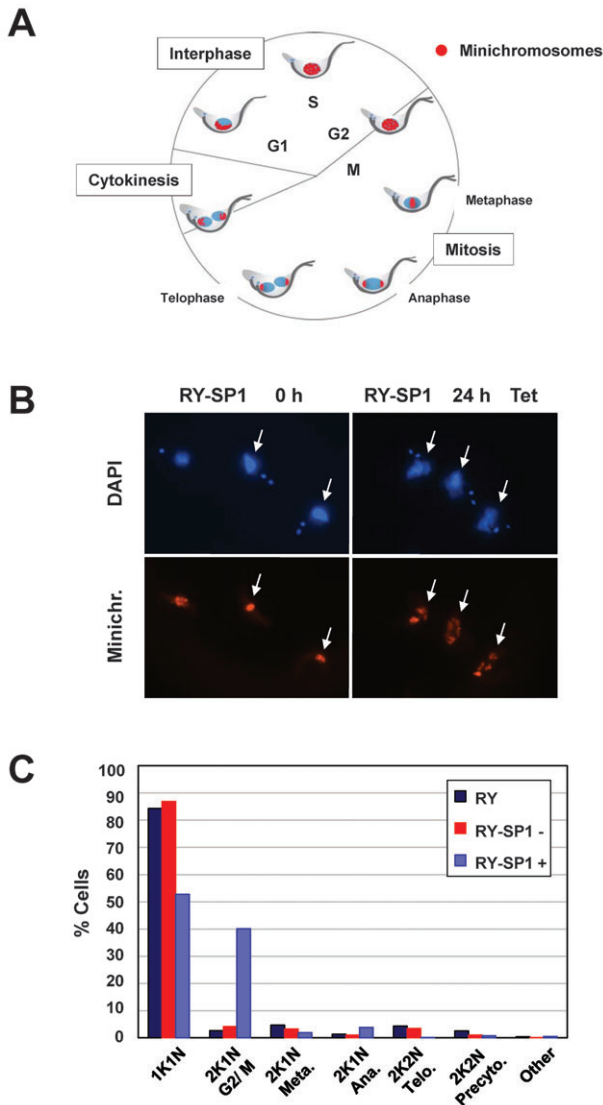 A
Interphase
Minichromosomes
S
G2
G1
M
Cytokinesis
Metaphase
Mitosis
Telophase
Anaphase
B
RY-SP1 0 h
RY-SP1 24 h Tet
DAPI
Minichr.
C
100
90
80
70
60
50
40
30
20
10
0
% Cells
RY
RY-SP1 -
RY-SP1 +
1K1N
2K1N
G2/ M
2K1N
Meta.
2K1N
Ana.
2K2N
Telo.
2K2N
Precyto.
Other